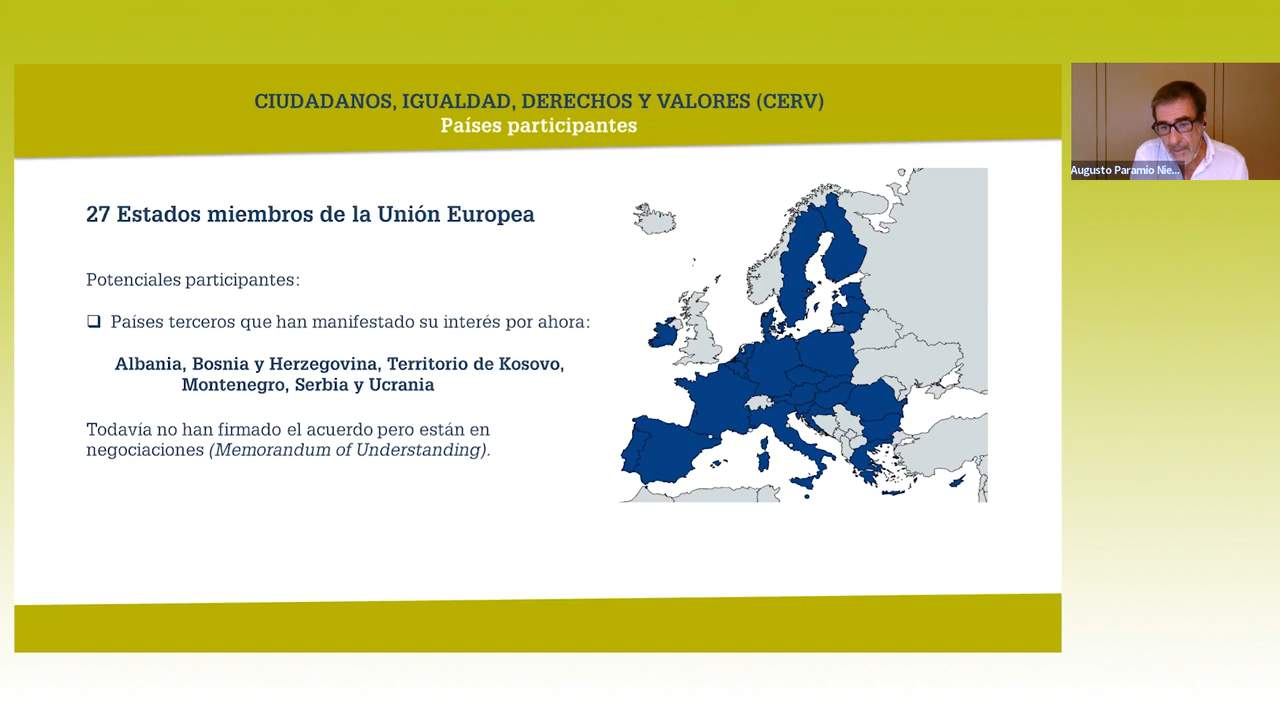 CIUDADANOS, IGUALDAD, DERECHOS Y VALORES (CERV)
Países participantes
27 Estados miembros de la Unión Europea
Potenciales participantes:
❑ Países terceros que han manifestado su interés por ahora:
Albania, Bosnia y Herzegovina, Territorio de Kosovo,
Montenegro, Serbia y Ucrania
Todavía no han firmado el acuerdo pero están en
negociaciones (Memorandum of Understanding).
Augusto Paramio Nie...